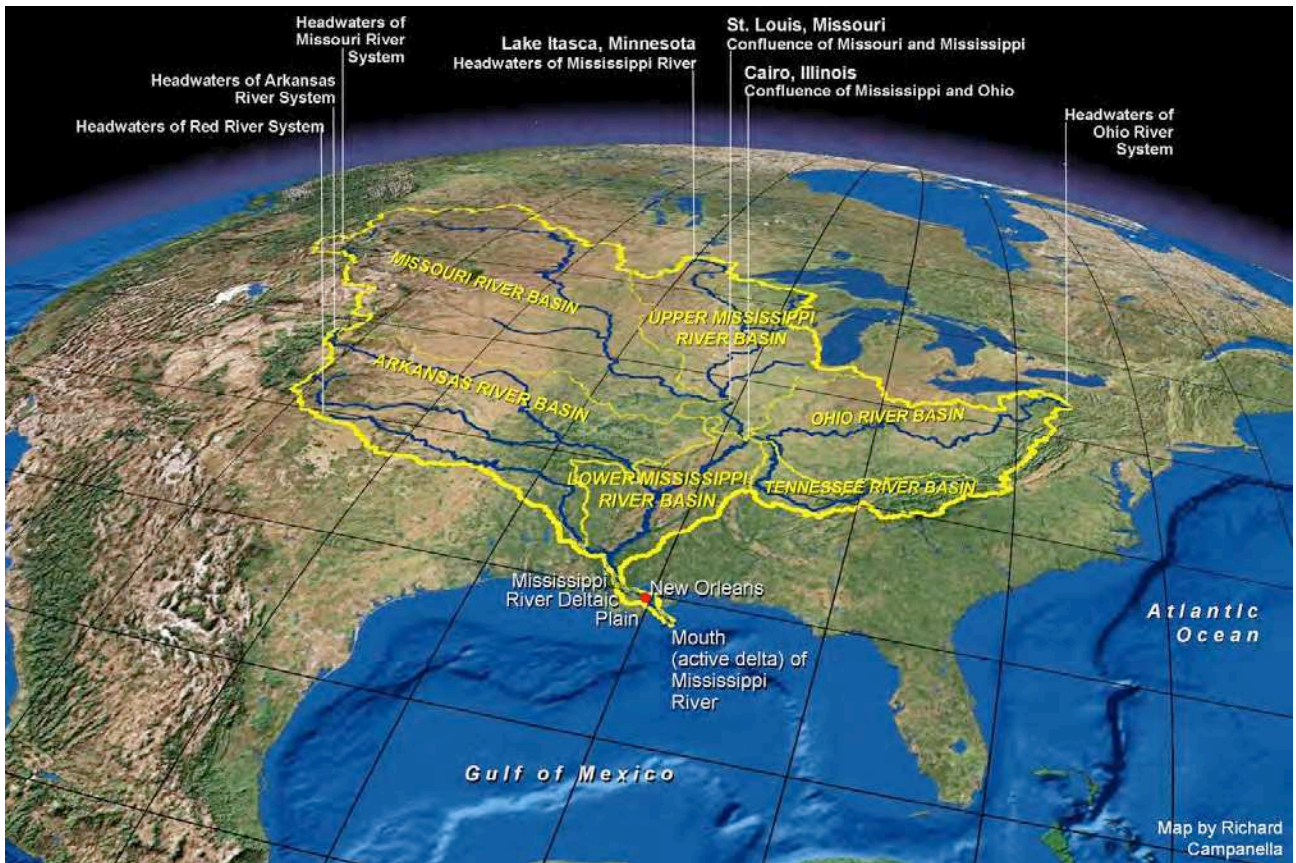 Headwaters of
Missouri River
System
Headwaters of Arkansas
River System
Headwaters of Red River System
Lake Itasca, Minnesota
Headwaters of Mississippi River
St. Louis, Missouri
Confluence of Missouri and Mississippi
Cairo, Illinois
Confluence of Mississippi and Ohio
Headwaters of
Ohio River
System
MISSOURI RIVER BASIN
UPPER MISSISSIPPI
RIVER BASIN
ARKANSAS RIVER BASIN
OHIO RIVER BASIN
LOWER MISSISSIPPI
RIVER BASIN
TENNESSEE RIVER BASIN
Mississippi
River Deltaic
Plain
New Orleans
Mouth
(active delta) of
Mississippi
River
Atlantic
Ocean
Gulf of Mexico
Map by Richard
Campanella